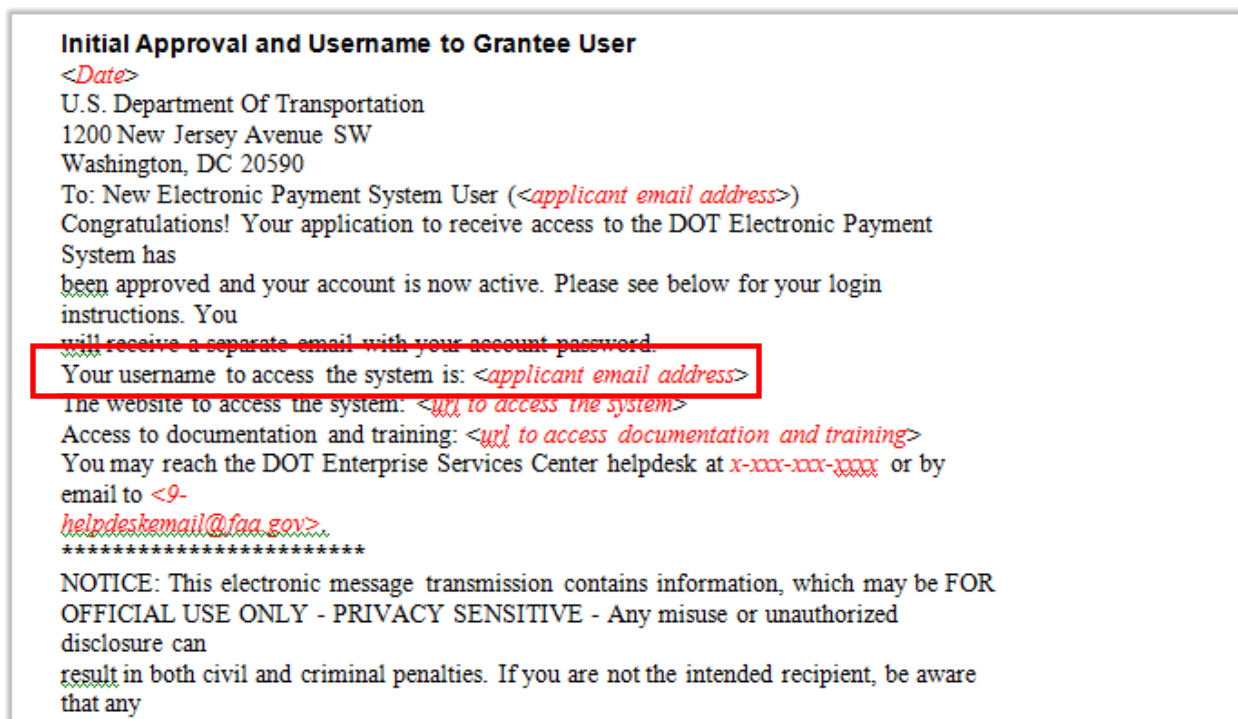 Initial Approval and Username to Grantee User
<Date>
U.S. Department Of Transportation
1200 New Jersey Avenue SW
Washington, DC 20590
To: New Electronic Payment System User (<applicant email address>)
Congratulations! Your application to receive access to the DOT Electronic Payment
System has
been approved and your account is now active. Please see below for your login
instructions. You
will receive a separate email with your account password.
Your username to access the system is: <applicant email address>
The website to access the system: <url to access the system>
Access to documentation and training: <url to access documentation and training>
You may reach the DOT Enterprise Services Center helpdesk at x-xxx-xxx-xxxx or by
email to <9-
helpdeskemail@faa.gov>.
************************
NOTICE: This electronic message transmission contains information, which may be FOR
OFFICIAL USE ONLY - PRIVACY SENSITIVE - Any misuse or unauthorized
disclosure can
result in both civil and criminal penalties. If you are not the intended recipient, be aware
that any